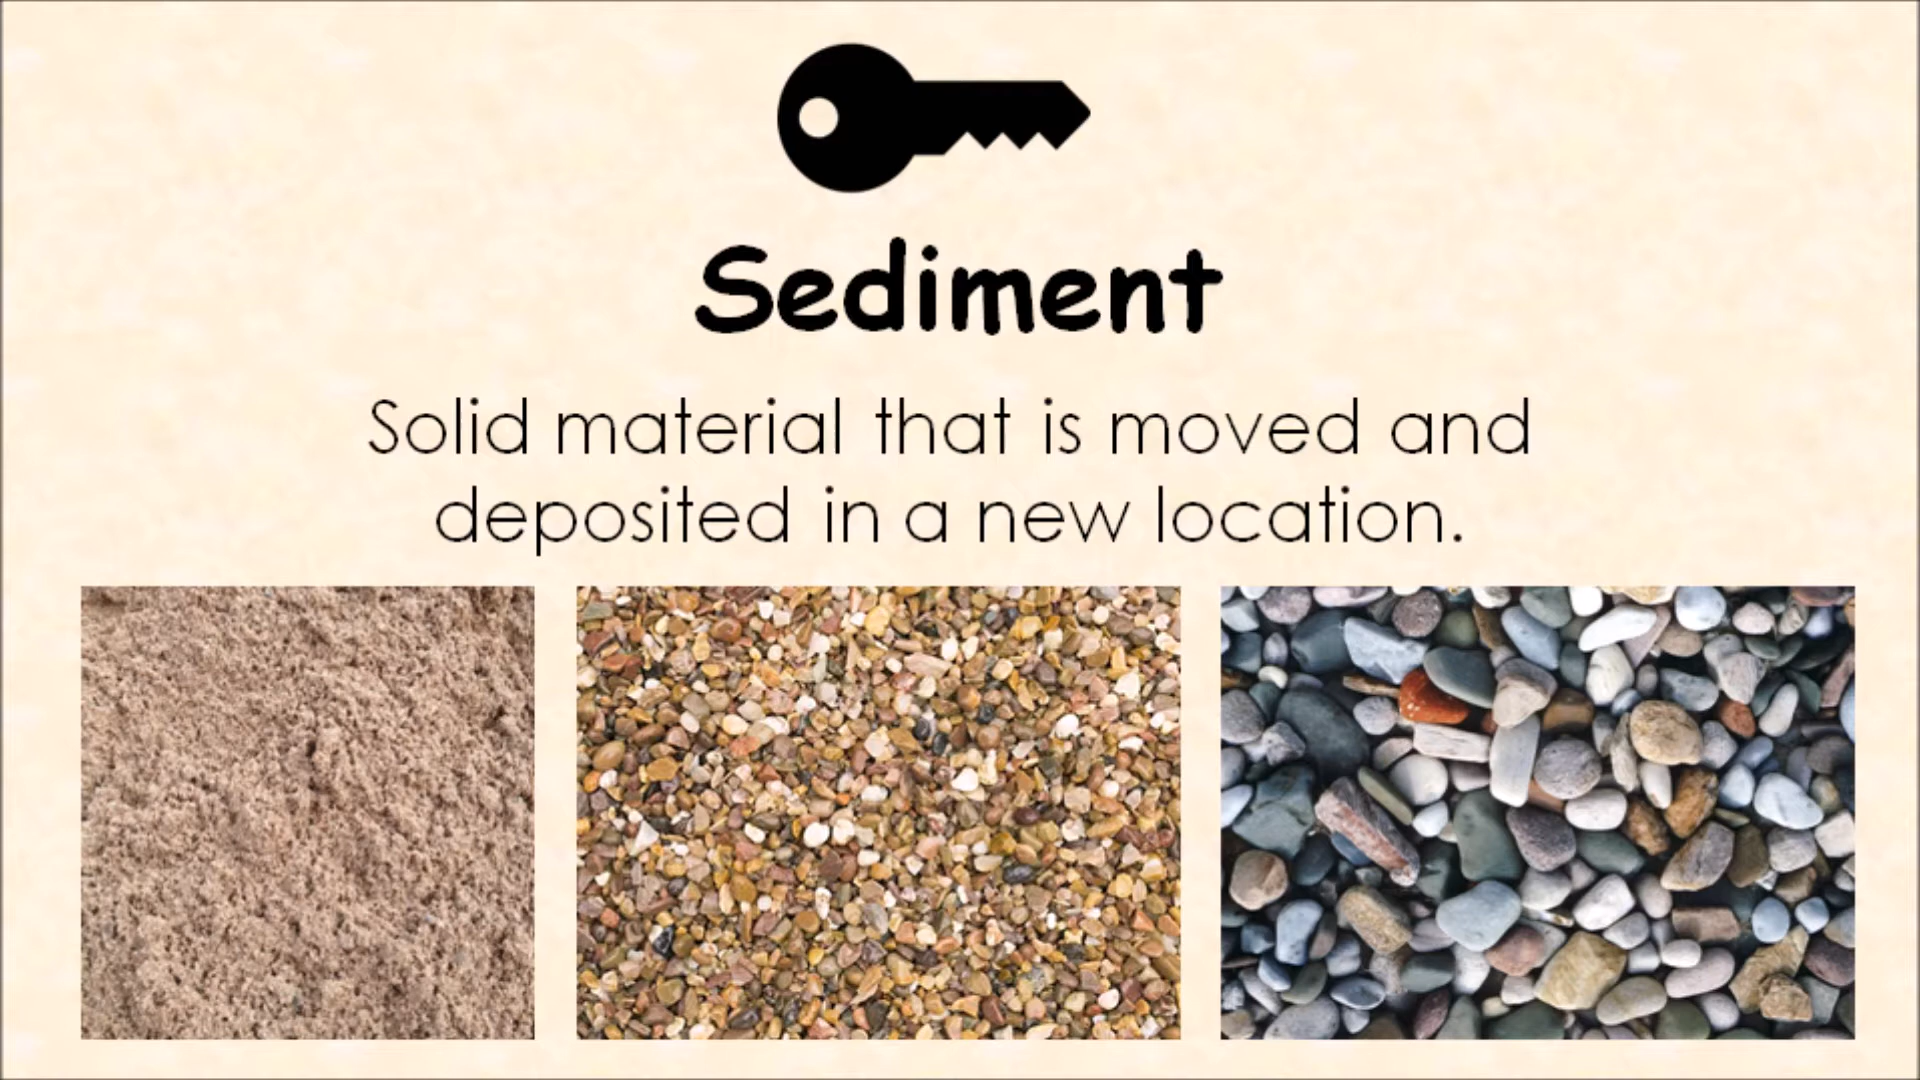 Sediment
Solid material that is moved and
deposited in a new location.